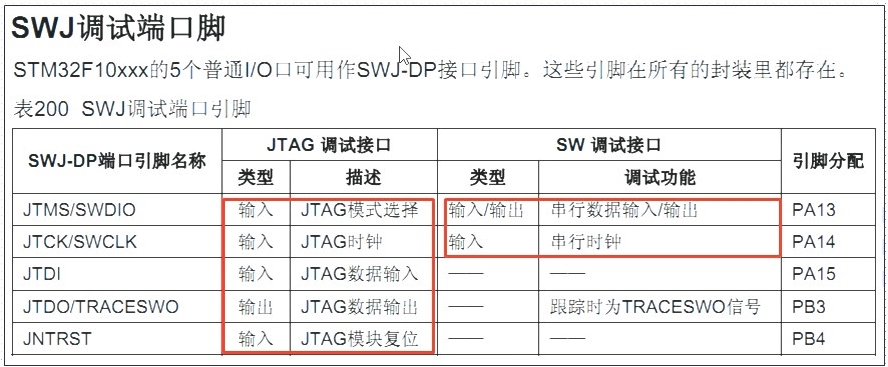 SWJ调试端口脚
STM32F10xxx的5个普通I/O口可用作SWJ-DP接口引脚。这些引脚在所有的封装里都存在。
表200 SWJ调试端口引脚
SWJ-DP端口引脚名称 JTAG 调试接口 SW 调试接口 引脚分配
类型 描述 类型 调试功能
JTMS/SWDIO 输入 JTAG模式选择 输入/输出 串行数据输入/输出 PA13
JTCK/SWCLK 输入 JTAG时钟 输入 串行时钟 PA14
JTDI 输入 JTAG数据输入 —— —— PA15
JTDO/TRACESWO 输出 JTAG数据输出 —— 跟踪时为TRACESWO信号 PB3
JNTRST 输入 JTAG模块复位 —— —— PB4